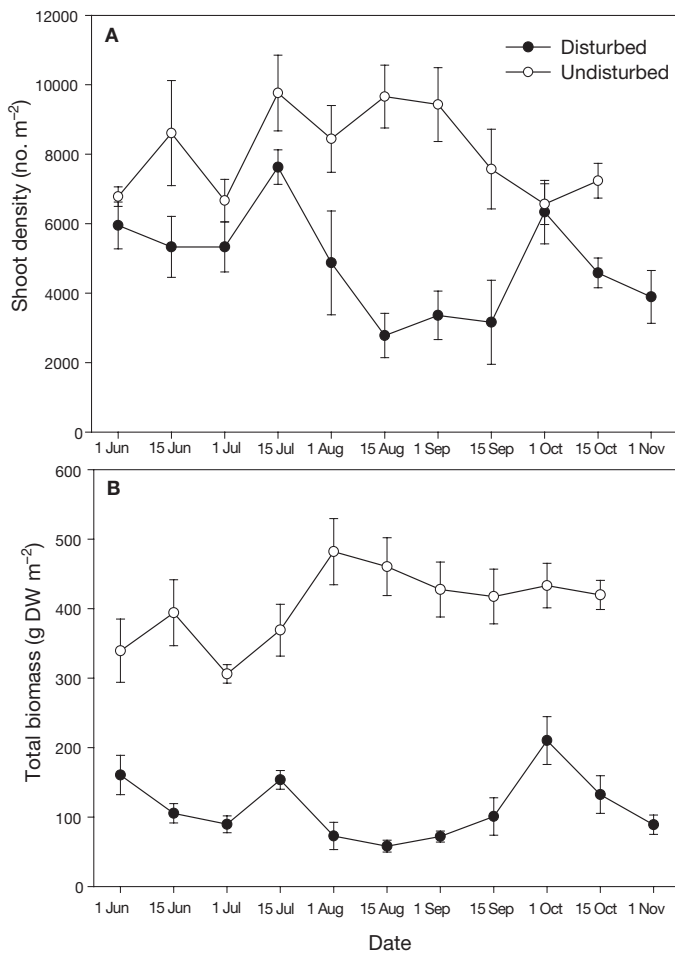 12000
A
Disturbed
Undisturbed
10000
8000
6000
4000
2000
0
Shoot density (no. m⁻²)
1 Jun 15 Jun 1 Jul 15 Jul 1 Aug 15 Aug 1 Sep 15 Sep 1 Oct 15 Oct 1 Nov
600
B
500
400
300
200
100
0
Total biomass (g DW m⁻²)
1 Jun 15 Jun 1 Jul 15 Jul 1 Aug 15 Aug 1 Sep 15 Sep 1 Oct 15 Oct 1 Nov
Date